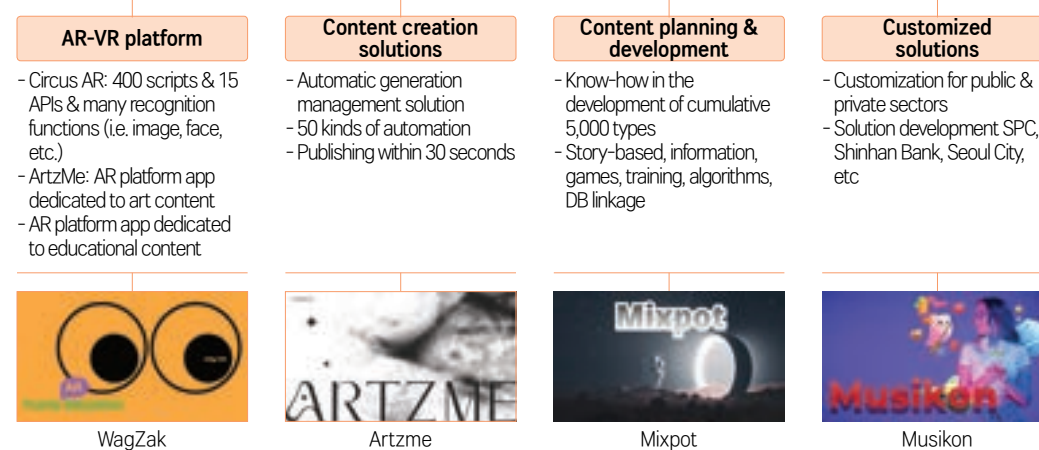 AR-VR platform
- Circus AR: 400 scripts & 15
APIs & many recognition
functions (i.e. image, face,
etc.)
- ArtzMe: AR platform app
dedicated to art content
- AR platform app dedicated
to educational content
Content creation
solutions
- Automatic generation
management solution
- 50 kinds of automation
- Publishing within 30 seconds
Content planning &
development
- Know-how in the
development of cumulative
5,000 types
- Story-based, information,
games, training, algorithms,
DB linkage
Customized
solutions
- Customization for public &
private sectors
- Solution development SPC,
Shinhan Bank, Seoul City,
etc
AR
WagZak
ARTZME
Artzme
Mixpot
Mixpot
Musikon
Musikon